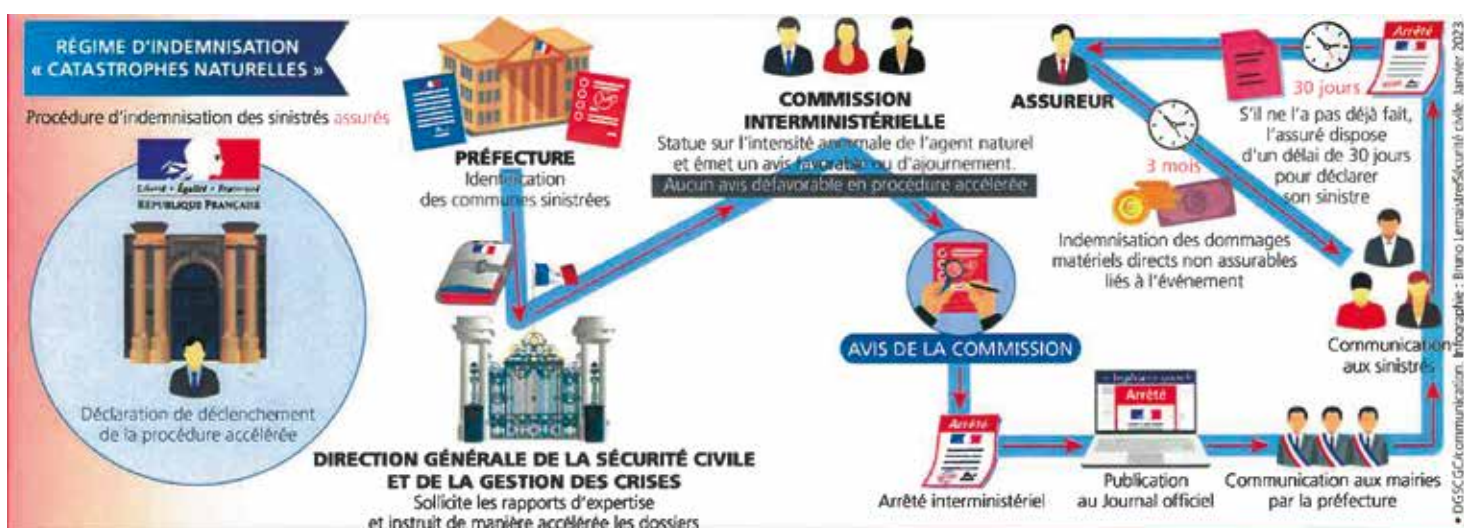 RÉGIME D'INDEMNISATION
« CATASTROPHES NATURELLES »
Procédure d'indemnisation des sinistrés assurés
Liberté • Égalité • Fraternité
RÉPUBLIQUE FRANÇAISE
Déclaration de déclenchement
de la procédure accélérée
PRÉFECTURE
Identification
des communes sinistrées
DIRECTION GÉNÉRALE DE LA SÉCURITÉ CIVILE
ET DE LA GESTION DES CRISES
Sollicite les rapports d'expertise
et instruit de manière accélérée les dossiers
COMMISSION
INTERMINISTÉRIELLE
Statue sur l'intensité anormale de l'agent naturel
et émet un avis favorable ou d'ajournement.
Aucun avis défavorable en procédure accélérée
AVIS DE LA COMMISSION
Arrêté
Arrêté interministériel
Arrêté
Publication
au Journal officiel
Communication aux mairies
par la préfecture
Communication
aux sinistrés
Arrêté
30 jours
S'il ne l'a pas déjà fait,
l'assuré dispose
d'un délai de 30 jours
pour déclarer
son sinistre
ASSUREUR
3 mois
Indemnisation des dommages
matériels directs non assurables
liés à l'événement
• DGSCGC/communication. Infographie : Bruno Lemaistre/Sécurité civile. Janvier 2023